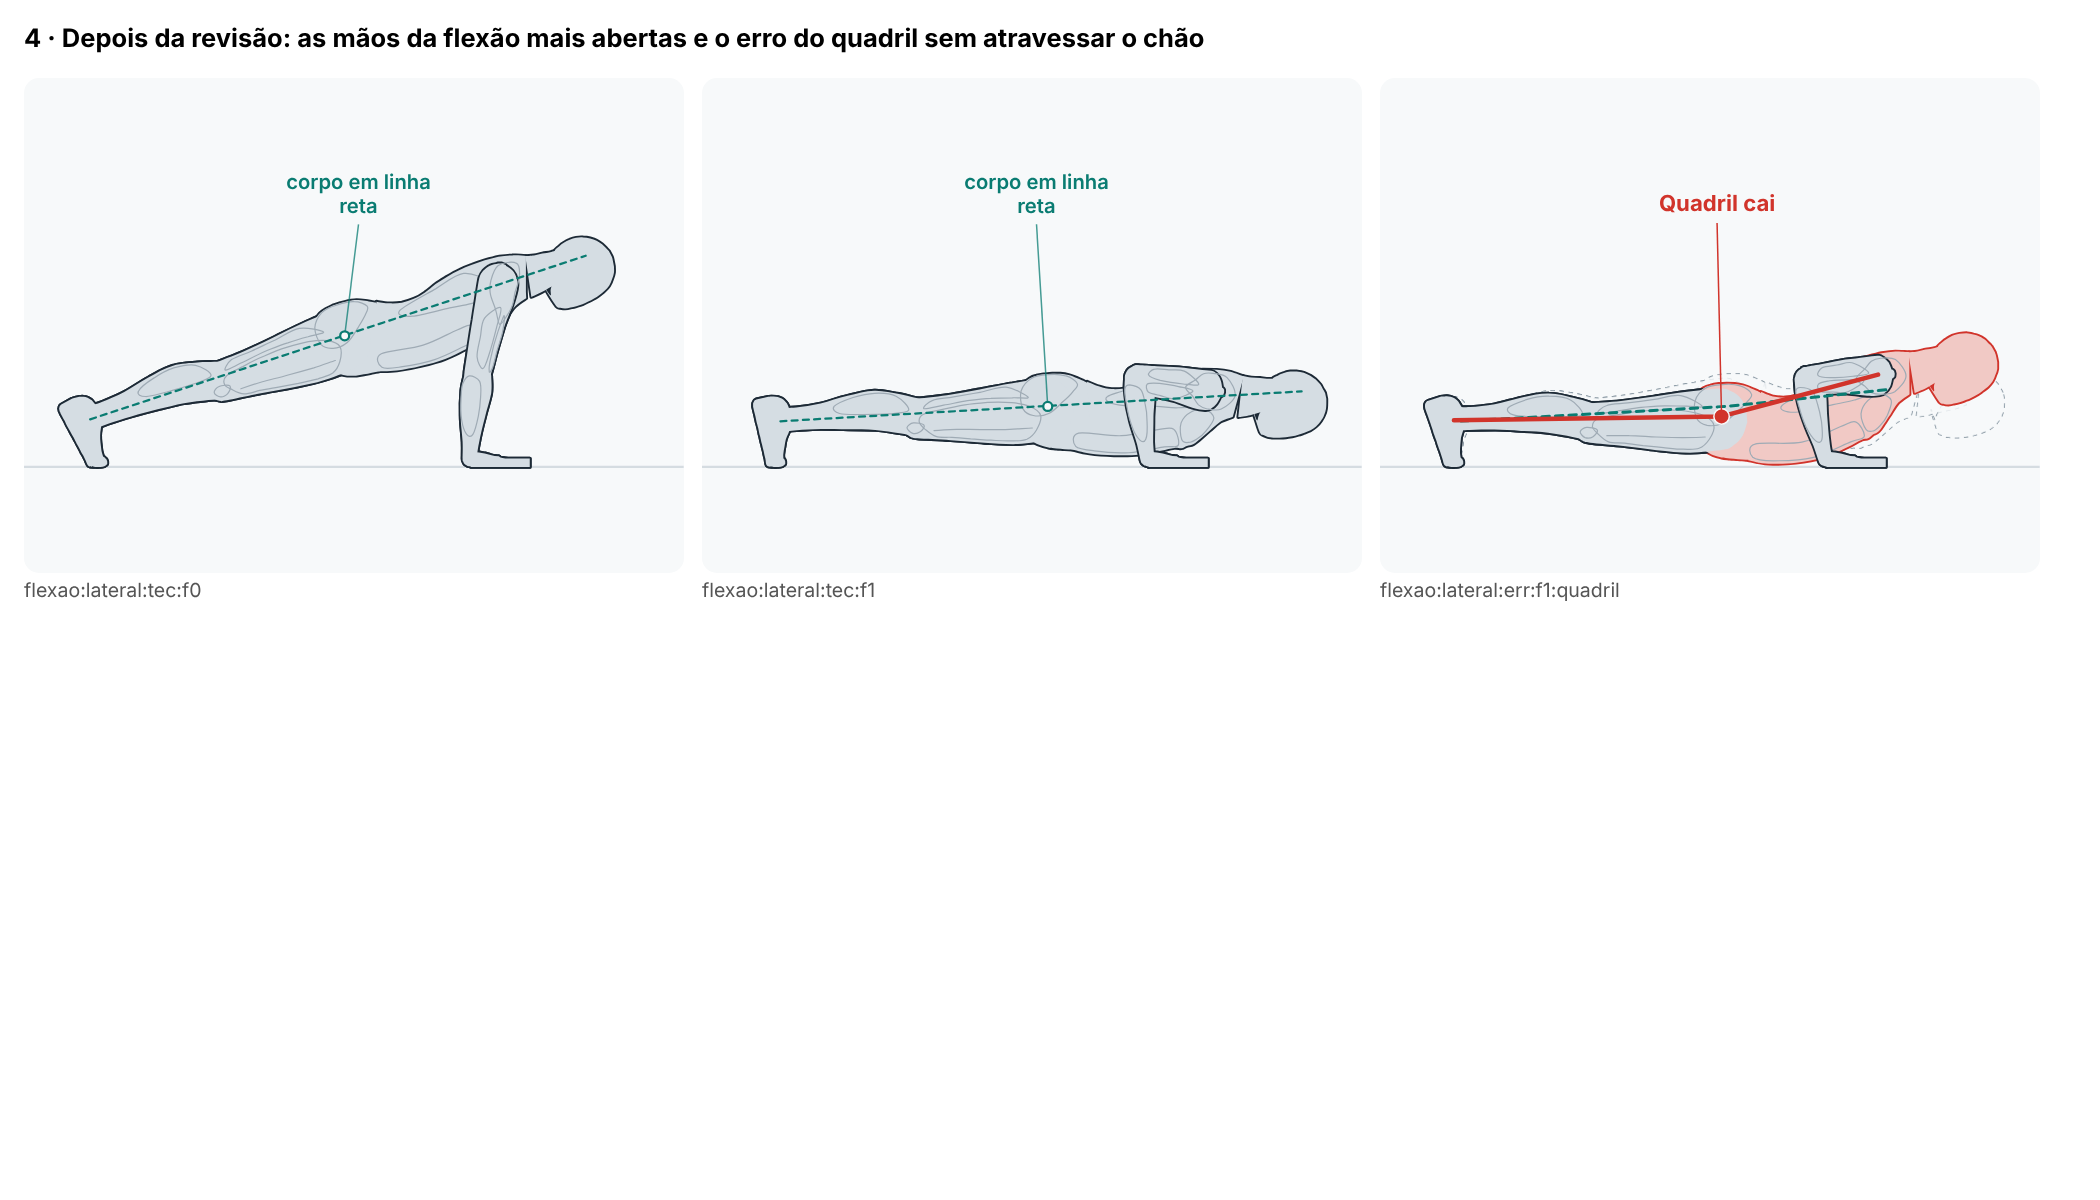 4 · Depois da revisão: as mãos da flexão mais abertas e o erro do quadril sem atravessar o chão
corpo em linha
reta
corpo em linha
reta
Quadril cai
flexao:lateral:tec:f0
flexao:lateral:tec:f1
flexao:lateral:err:f1:quadril